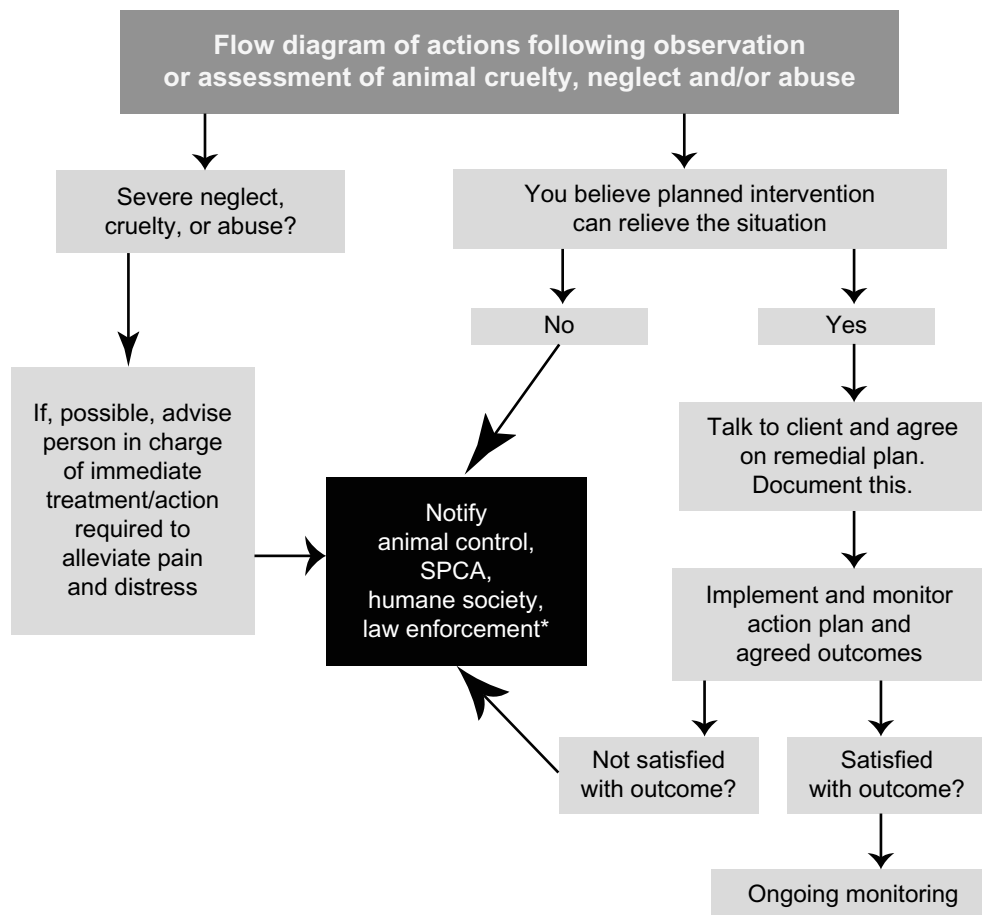 Flow diagram of actions following observation
or assessment of animal cruelty, neglect and/or abuse
Severe neglect,
cruelty, or abuse?
If, possible, advise
person in charge
of immediate
treatment/action
required to
alleviate pain
and distress
You believe planned intervention
can relieve the situation
No
Yes
Notify
animal control,
SPCA,
humane society,
law enforcement*
Talk to client and agree
on remedial plan.
Document this.
Implement and monitor
action plan and
agreed outcomes
Not satisfied
with outcome?
Satisfied
with outcome?
Ongoing monitoring